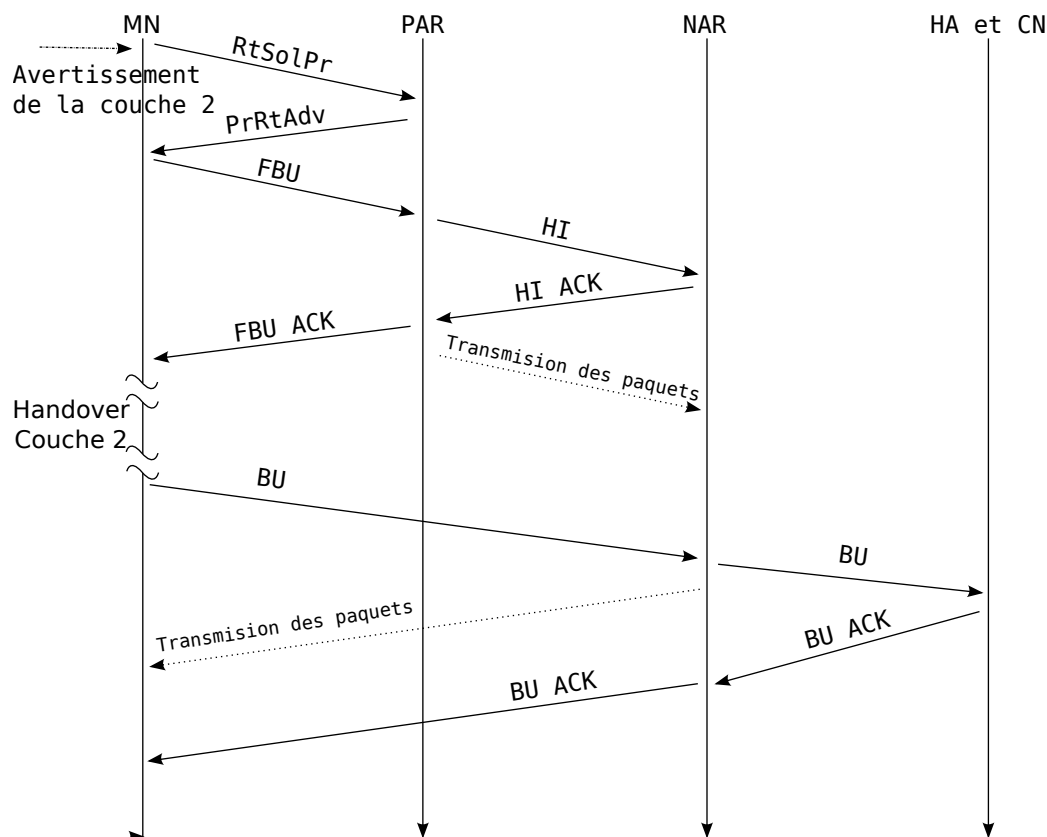 MN PAR NAR HA et CN
RtSolPr
Avertissement
de la couche 2
PrRtAdv
FBU
HI
HI ACK
FBU ACK
Transmision des paquets
Handover
Couche 2
BU
BU
Transmision des paquets
BU ACK
BU ACK